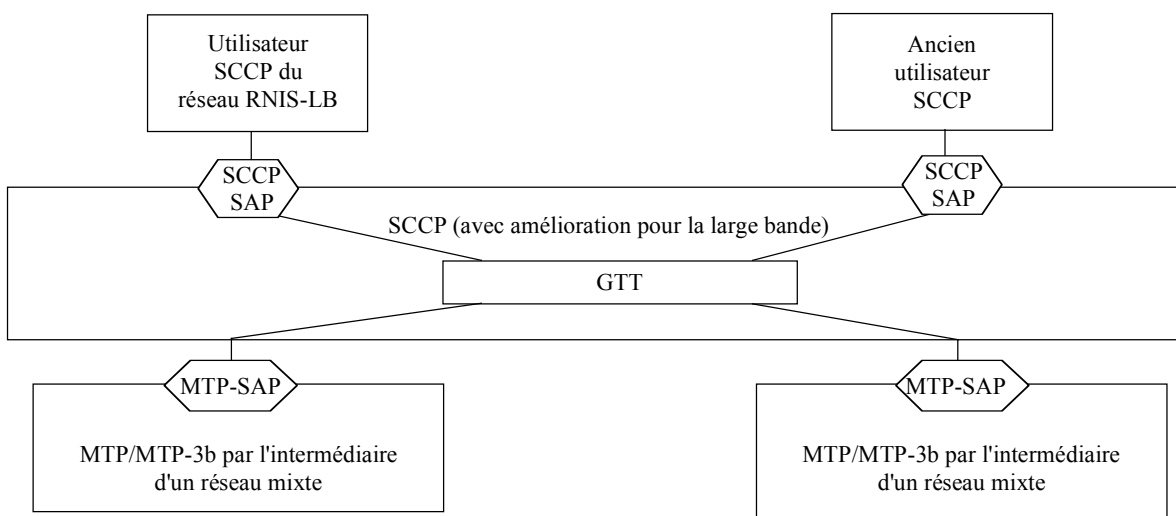 Utilisateur
SCCP du
réseau RNIS-LB
Ancien
utilisateur
SCCP
SCCP
SAP
SCCP
SAP
SCCP (avec amélioration pour la large bande)
GTT
MTP-SAP
MTP-SAP
MTP/MTP-3b par l'intermédiaire
d'un réseau mixte
MTP/MTP-3b par l'intermédiaire
d'un réseau mixte